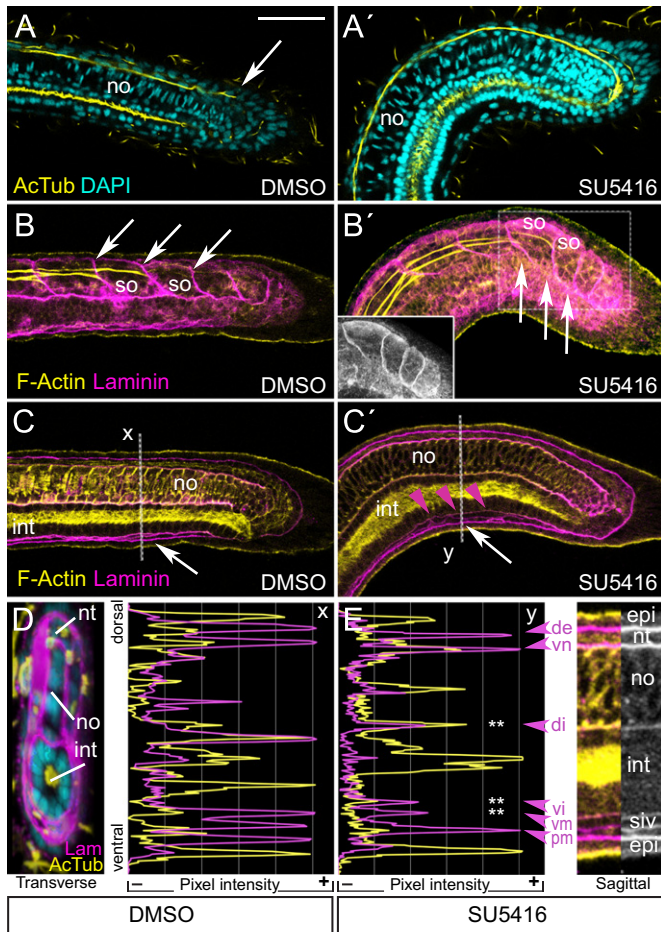 A
no
AcTub DAPI
DMSO
A´
no
SU5416
B
so
so
F-Actin Laminin
DMSO
B´
so
so
SU5416
C
x
no
int
F-Actin Laminin
DMSO
C´
no
int
y
SU5416
D
nt
no
int
Lam
AcTub
Transverse
dorsal
ventral
x
− Pixel intensity +
E
y
de
vn
**
di
**
vi
**
vm
pm
− Pixel intensity +
epi
nt
no
int
siv
epi
Sagittal
DMSO
SU5416